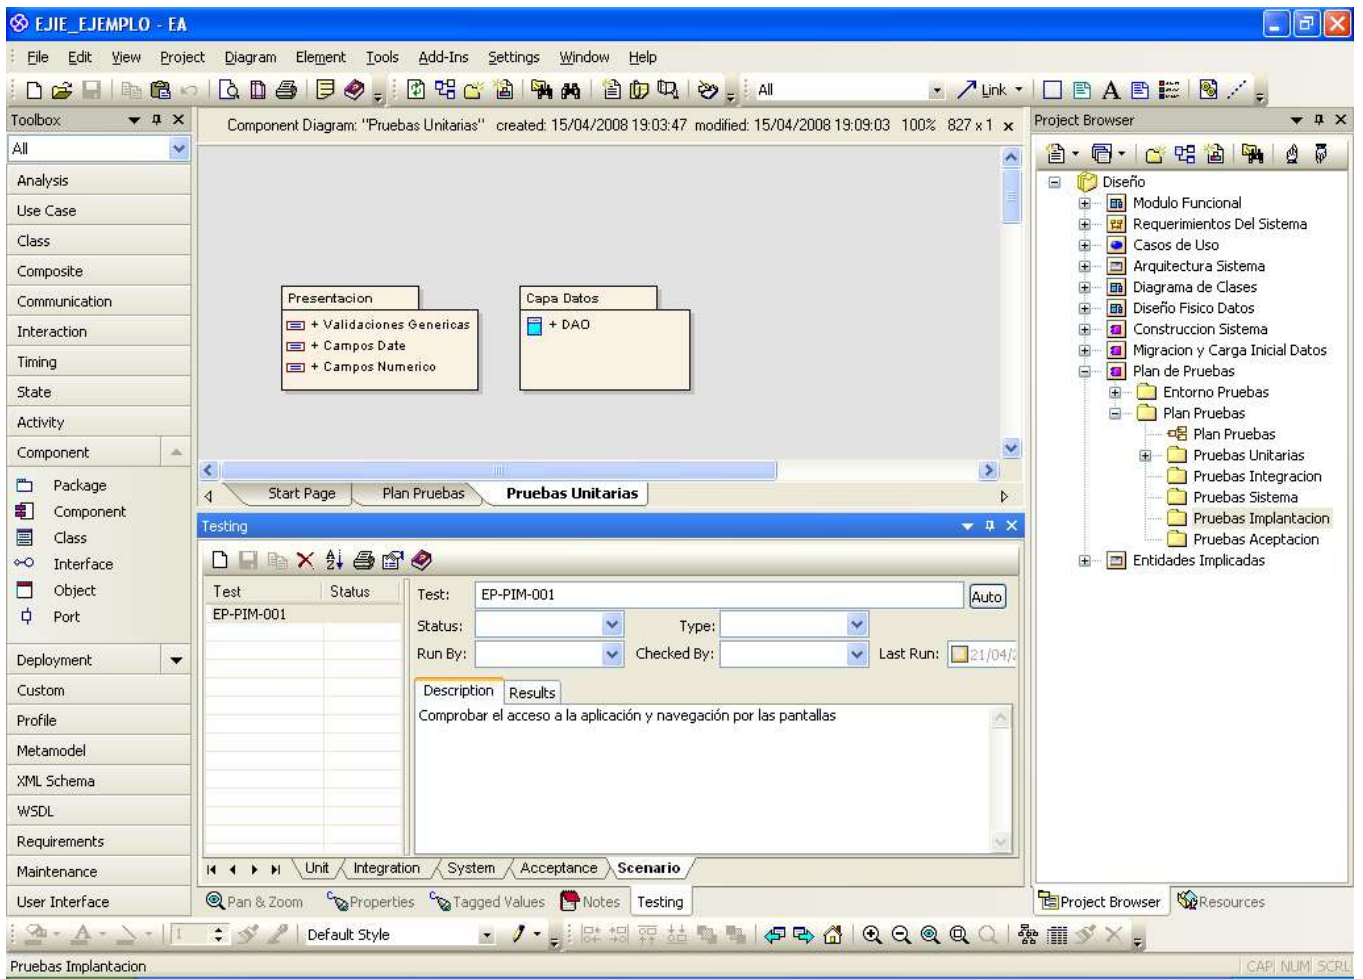 EJIE_EJEMPLO - EA
File Edit View Project Diagram Element Tools Add-Ins Settings Window Help
All Link
Toolbox
All
Analysis
Use Case
Class
Composite
Communication
Interaction
Timing
State
Activity
Component
Package
Component
Class
Interface
Object
Port
Deployment
Custom
Profile
Metamodel
XML Schema
WSDL
Requirements
Maintenance
User Interface
Component Diagram: "Pruebas Unitarias" created: 15/04/2008 19:03:47 modified: 15/04/2008 19:09:03 100% 827 x 1
Presentacion
+ Validaciones Genericas
+ Campos Date
+ Campos Numerico
Capa Datos
+ DAO
Start Page Plan Pruebas Pruebas Unitarias
Testing
Test Status
EP-PIM-001
Test: EP-PIM-001 Auto
Status: Type:
Run By: Checked By: Last Run: 21/04/2
Description Results
Comprobar el acceso a la aplicación y navegación por las pantallas
Unit Integration System Acceptance Scenario
Pan & Zoom Properties Tagged Values Notes Testing
Project Browser
Diseño
Modulo Funcional
Requerimientos Del Sistema
Casos de Uso
Arquitectura Sistema
Diagrama de Clases
Diseño Fisico Datos
Construccion Sistema
Migracion y Carga Inicial Datos
Plan de Pruebas
Entorno Pruebas
Plan Pruebas
Plan Pruebas
Pruebas Unitarias
Pruebas Integracion
Pruebas Sistema
Pruebas Implantacion
Pruebas Aceptacion
Entidades Implicadas
Project Browser Resources
1 Default Style
Pruebas Implantacion
CAP NUM SCRL